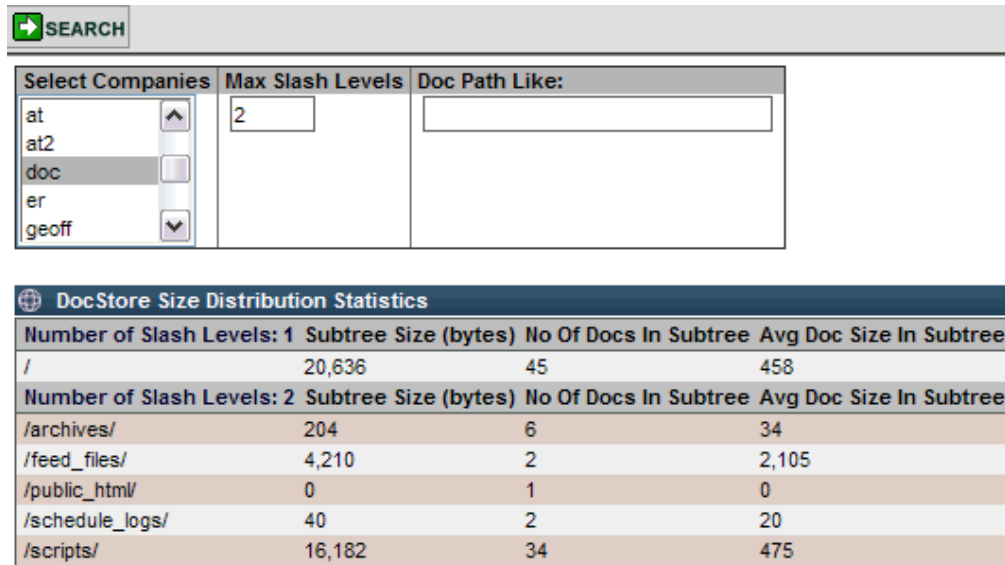 SEARCH
Select Companies Max Slash Levels Doc Path Like:
at 2
at2
doc
er
geoff
DocStore Size Distribution Statistics
Number of Slash Levels: 1 Subtree Size (bytes) No Of Docs In Subtree Avg Doc Size In Subtree
/ 20,636 45 458
Number of Slash Levels: 2 Subtree Size (bytes) No Of Docs In Subtree Avg Doc Size In Subtree
/archives/ 204 6 34
/feed_files/ 4,210 2 2,105
/public_html/ 0 1 0
/schedule_logs/ 40 2 20
/scripts/ 16,182 34 475